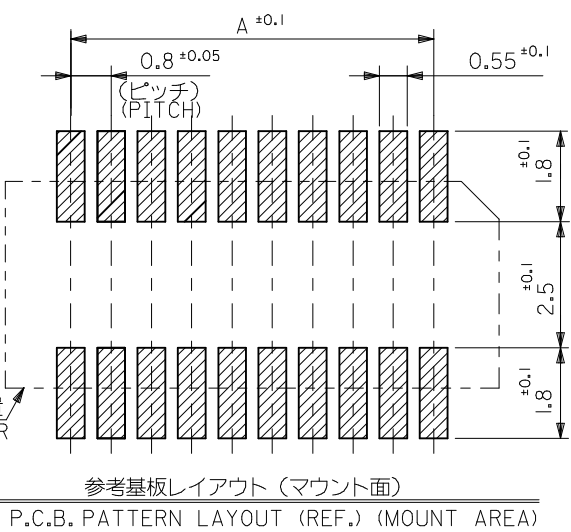 A ±0.1
0.8 ±0.05
0.55 ±0.1
(ピッチ)
(PITCH)
1.8 ±0.1
2.5 ±0.1
1.8 ±0.1
R
参考基板レイアウト (マウント面)
P.C.B. PATTERN LAYOUT (REF.) (MOUNT AREA)